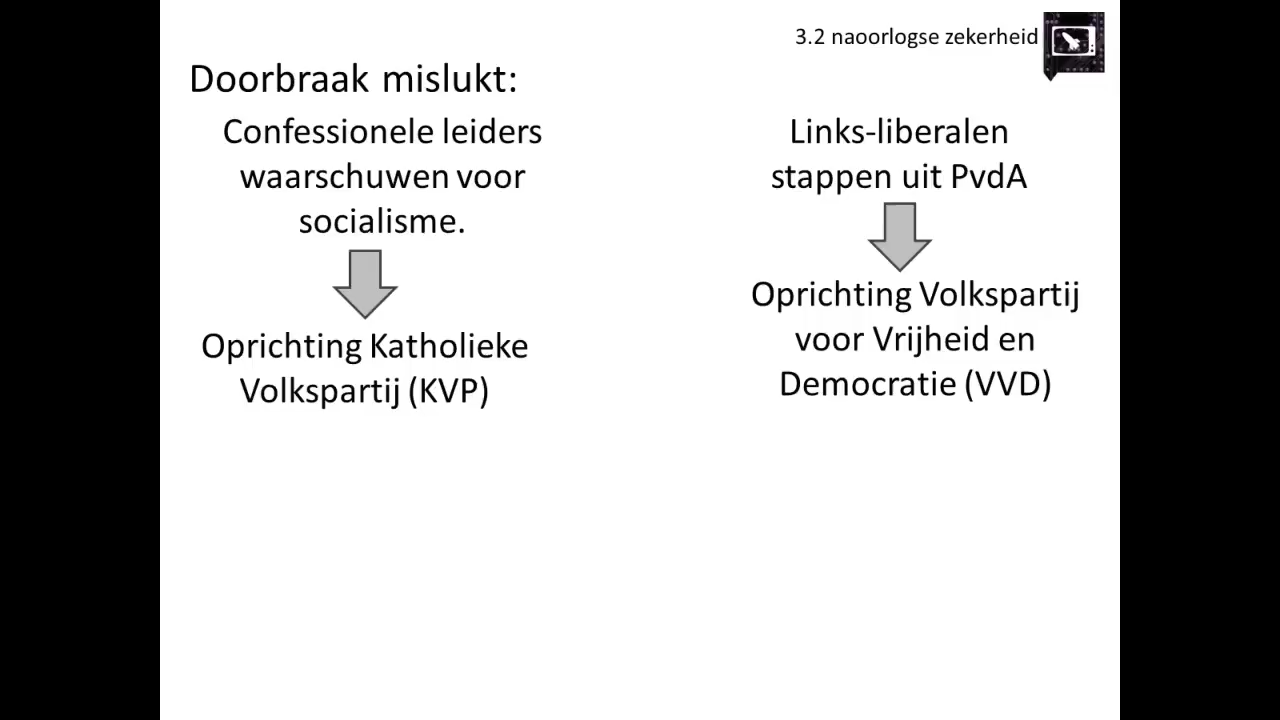 3.2 naoorlogse zekerheid
Doorbraak mislukt:
Confessionele leiders
waarschuwen voor
socialisme.
Oprichting Katholieke
Volkspartij (KVP)
Links-liberalen
stappen uit PvdA
Oprichting Volkspartij
voor Vrijheid en
Democratie (VVD)